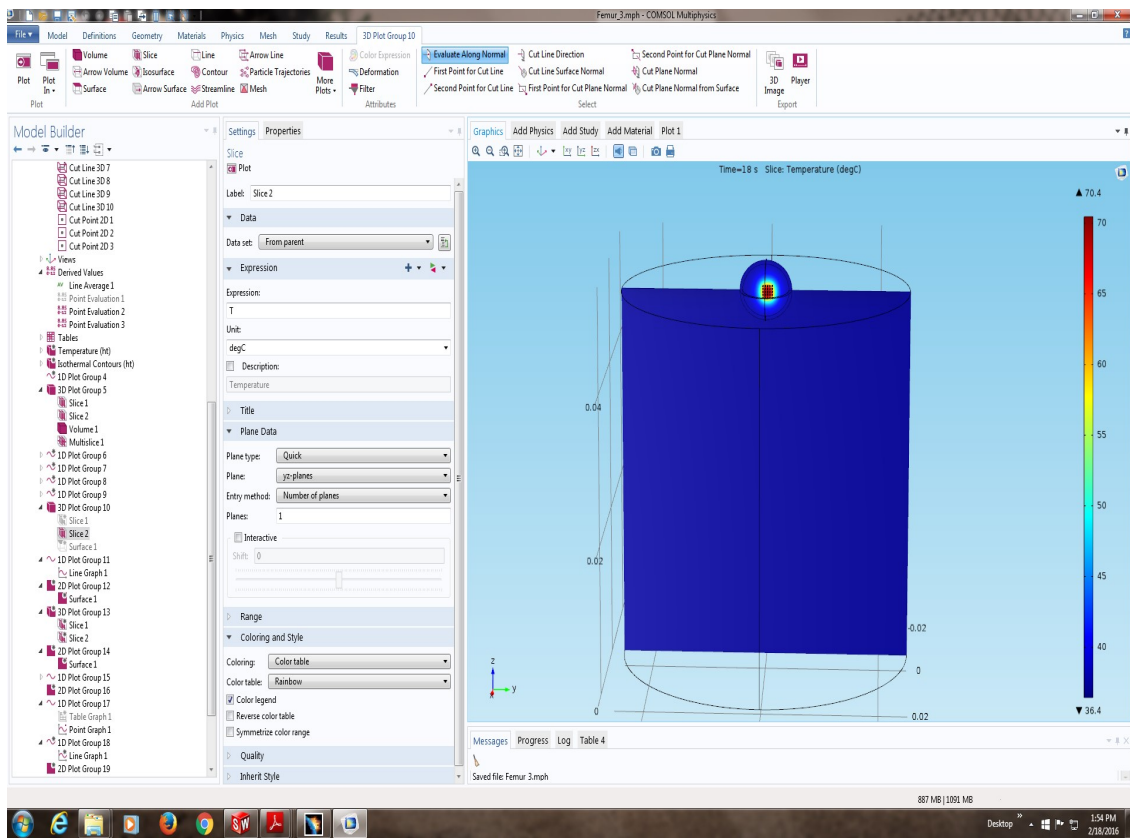 Femur_3.mph - COMSOL Multiphysics
File Model Definitions Geometry Materials Physics Mesh Study Results 3D Plot Group 10
Plot
Plot In
Plot
Volume Slice Line Arrow Line
Arrow Volume Isosurface Contour Particle Trajectories
Surface Arrow Surface Streamline Mesh
More Plots
Add Plot
Color Expression
Deformation
Filter
Attributes
Evaluate Along Normal Cut Line Direction Second Point for Cut Plane Normal
First Point for Cut Line Cut Line Surface Normal Cut Plane Normal
Second Point for Cut Line First Point for Cut Plane Normal Cut Plane Normal from Surface
Select
3D Image
Player
Export
Model Builder
Cut Line 3D 7
Cut Line 3D 8
Cut Line 3D 9
Cut Line 3D 10
Cut Point 2D 1
Cut Point 2D 2
Cut Point 2D 3
Views
Derived Values
Line Average 1
Point Evaluation 1
Point Evaluation 2
Point Evaluation 3
Tables
Temperature (ht)
Isothermal Contours (ht)
1D Plot Group 4
3D Plot Group 5
Slice 1
Slice 2
Volume 1
Multislice 1
1D Plot Group 6
1D Plot Group 7
1D Plot Group 8
1D Plot Group 9
3D Plot Group 10
Slice 1
Slice 2
Surface 1
1D Plot Group 11
Line Graph 1
2D Plot Group 12
Surface 1
3D Plot Group 13
Slice 1
Slice 2
2D Plot Group 14
Surface 1
1D Plot Group 15
2D Plot Group 16
1D Plot Group 17
Table Graph 1
Point Graph 1
1D Plot Group 18
Line Graph 1
2D Plot Group 19
Settings Properties
Slice
Plot
Label: Slice 2
Data
Data set: From parent
Expression
Expression:
T
Unit:
degC
Description:
Temperature
Title
Plane Data
Plane type: Quick
Plane: yz-planes
Entry method: Number of planes
Planes: 1
Interactive
Shift: 0
Range
Coloring and Style
Coloring: Color table
Color table: Rainbow
Color legend
Reverse color table
Symmetrize color range
Quality
Inherit Style
Graphics Add Physics Add Study Add Material Plot 1
xy yz zx
Time=18 s Slice: Temperature (degC)
▲ 70.4
70
65
60
55
50
45
40
▼ 36.4
0.04
0.02
0
-0.02
0
0.02
z
y
Messages Progress Log Table 4
Saved file: Femur 3.mph
887 MB | 1091 MB
Desktop
1:54 PM
2/18/2016